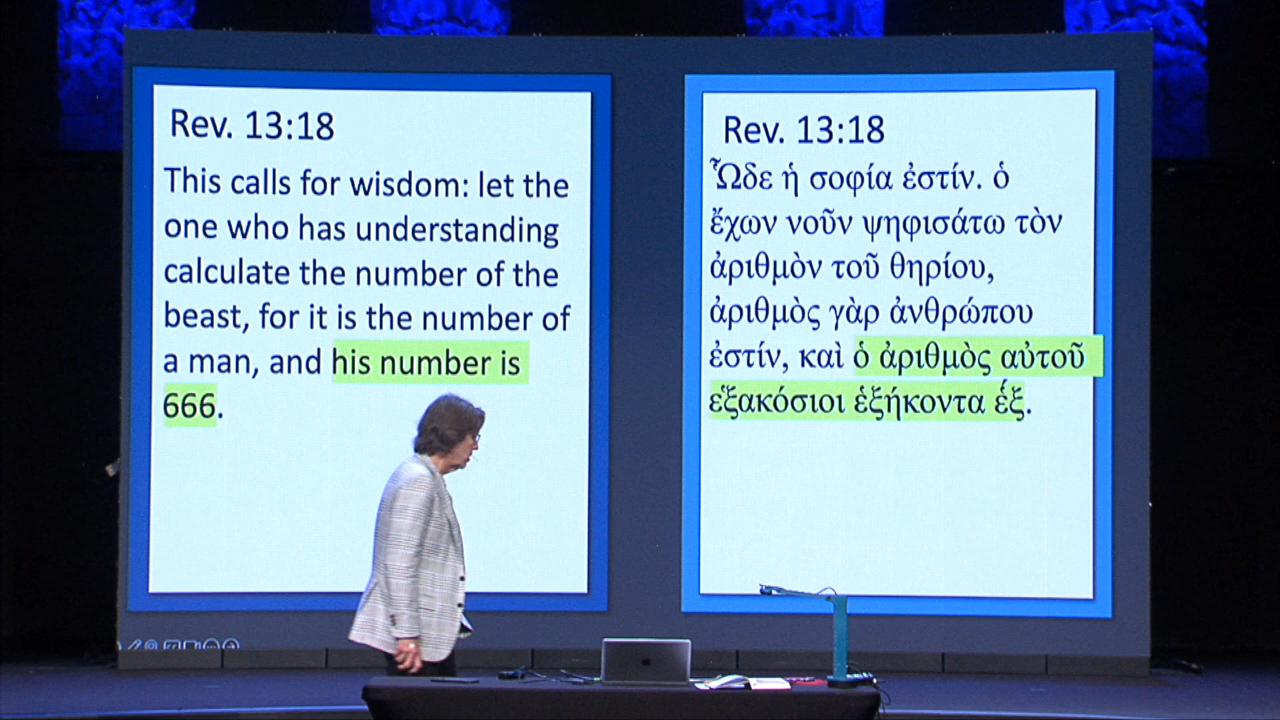 Rev. 13:18
This calls for wisdom: let the
one who has understanding
calculate the number of the
beast, for it is the number of
a man, and his number is
666.
Rev. 13:18
Ὧδε ἡ σοφία ἐστίν. ὁ
ἔχων νοῦν ψηφισάτω τὸν
ἀριθμὸν τοῦ θηρίου,
ἀριθμὸς γὰρ ἀνθρώπου
ἐστίν, καὶ ὁ ἀριθμὸς αὐτοῦ
ἑξακόσιοι ἑξήκοντα ἕξ.